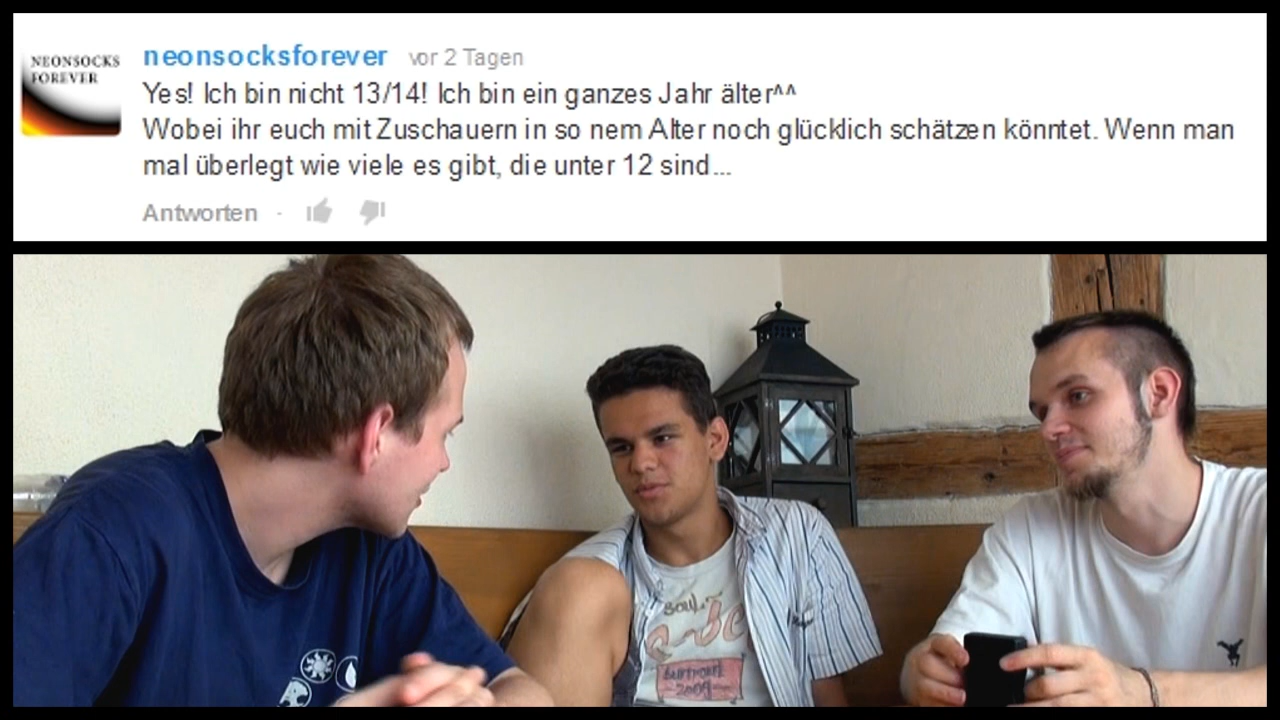 NEONSOCKS
FOREVER
neonsocksforever vor 2 Tagen
Yes! Ich bin nicht 13/14! Ich bin ein ganzes Jahr älter^^
Wobei ihr euch mit Zuschauern in so nem Alter noch glücklich schätzen könntet. Wenn man
mal überlegt wie viele es gibt, die unter 12 sind...
Antworten ·
SOUL
2009